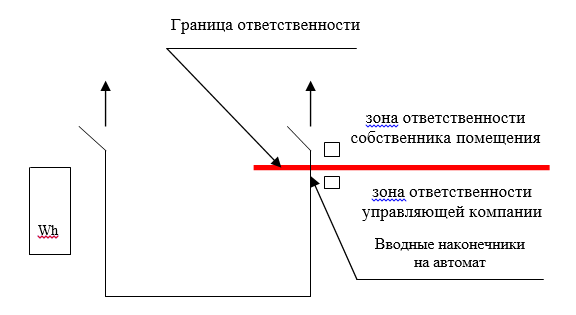 Граница ответственности
зона ответственности
собственника помещения
зона ответственности
управляющей компании
Wh
Вводные наконечники
на автомат